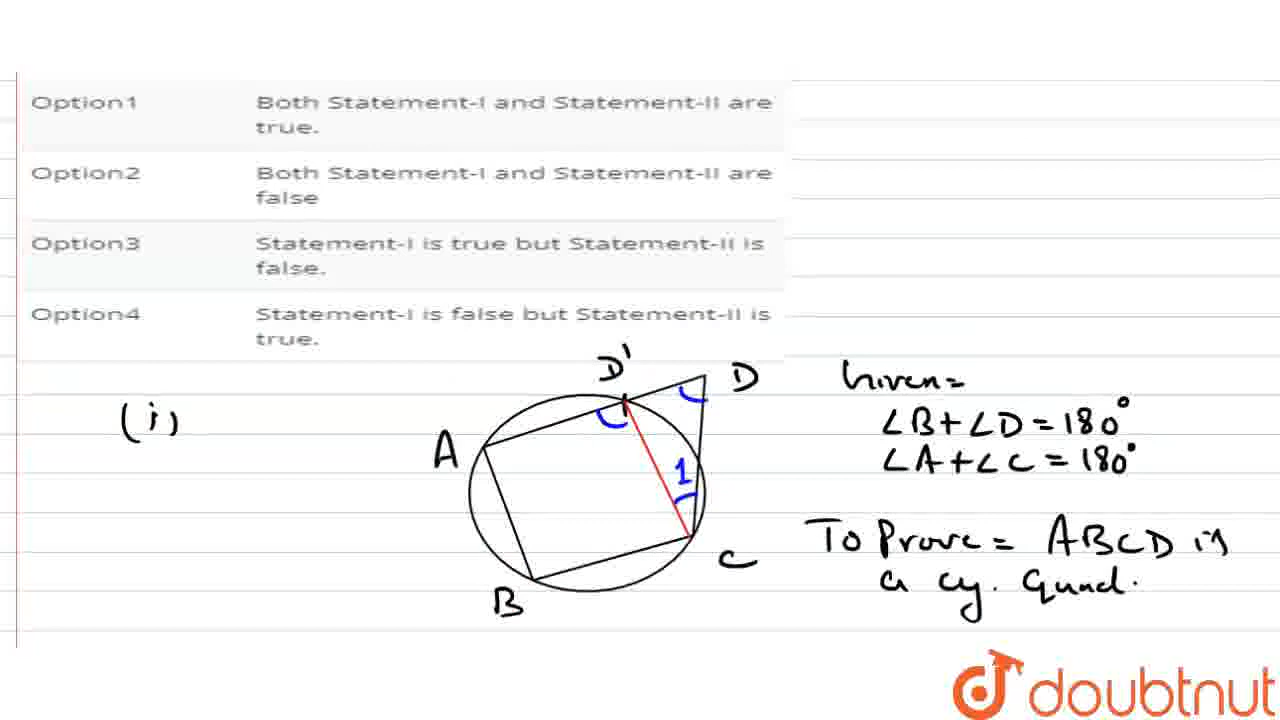 Option1 Both Statement-I and Statement-II are
true.
Option2 Both Statement-I and Statement-II are
false
Option3 Statement-I is true but Statement-II is
false.
Option4 Statement-I is false but Statement-II is
true.
(i)
D'
D
A
1
B
C
Given=
∠B+∠D=180°
∠A+∠C=180°
To Prove= ABCD is
a cy. Quad.
doubtnut